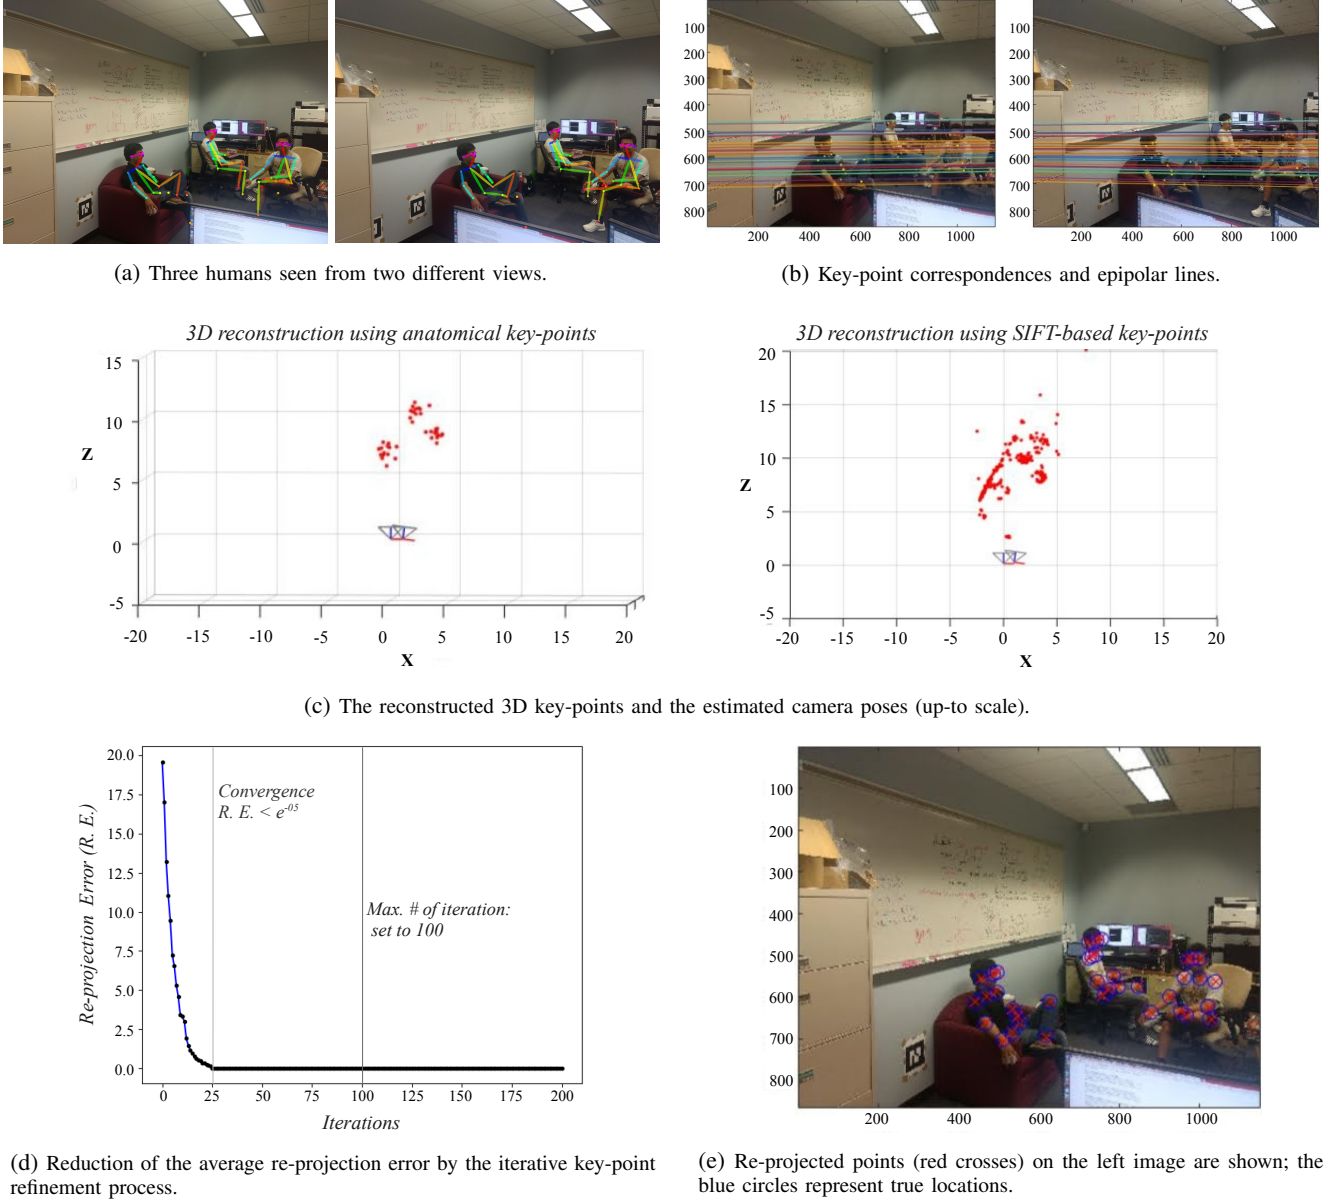 100
200
300
400
500
600
700
800
200 400 600 800 1000
200 400 600 800 1000
100
200
300
400
500
600
700
800
(a) Three humans seen from two different views.
(b) Key-point correspondences and epipolar lines.
3D reconstruction using anatomical key-points
15
10
Z
5
0
-5
-20 -15 -10 -5 0 5 10 15 20
X
3D reconstruction using SIFT-based key-points
20
15
10
Z
5
0
-5
-20 -15 -10 -5 0 5 10 15 20
X
(c) The reconstructed 3D key-points and the estimated camera poses (up-to scale).
20.0
17.5
15.0
12.5
10.0
7.5
5.0
2.5
0.0
Re-projection Error (R. E.)
Convergence
R. E. < e-05
Max. # of iteration:
set to 100
0 25 50 75 100 125 150 175 200
Iterations
100
200
300
400
500
600
700
800
200 400 600 800 1000
(d) Reduction of the average re-projection error by the iterative key-point
refinement process.
(e) Re-projected points (red crosses) on the left image are shown; the
blue circles represent true locations.